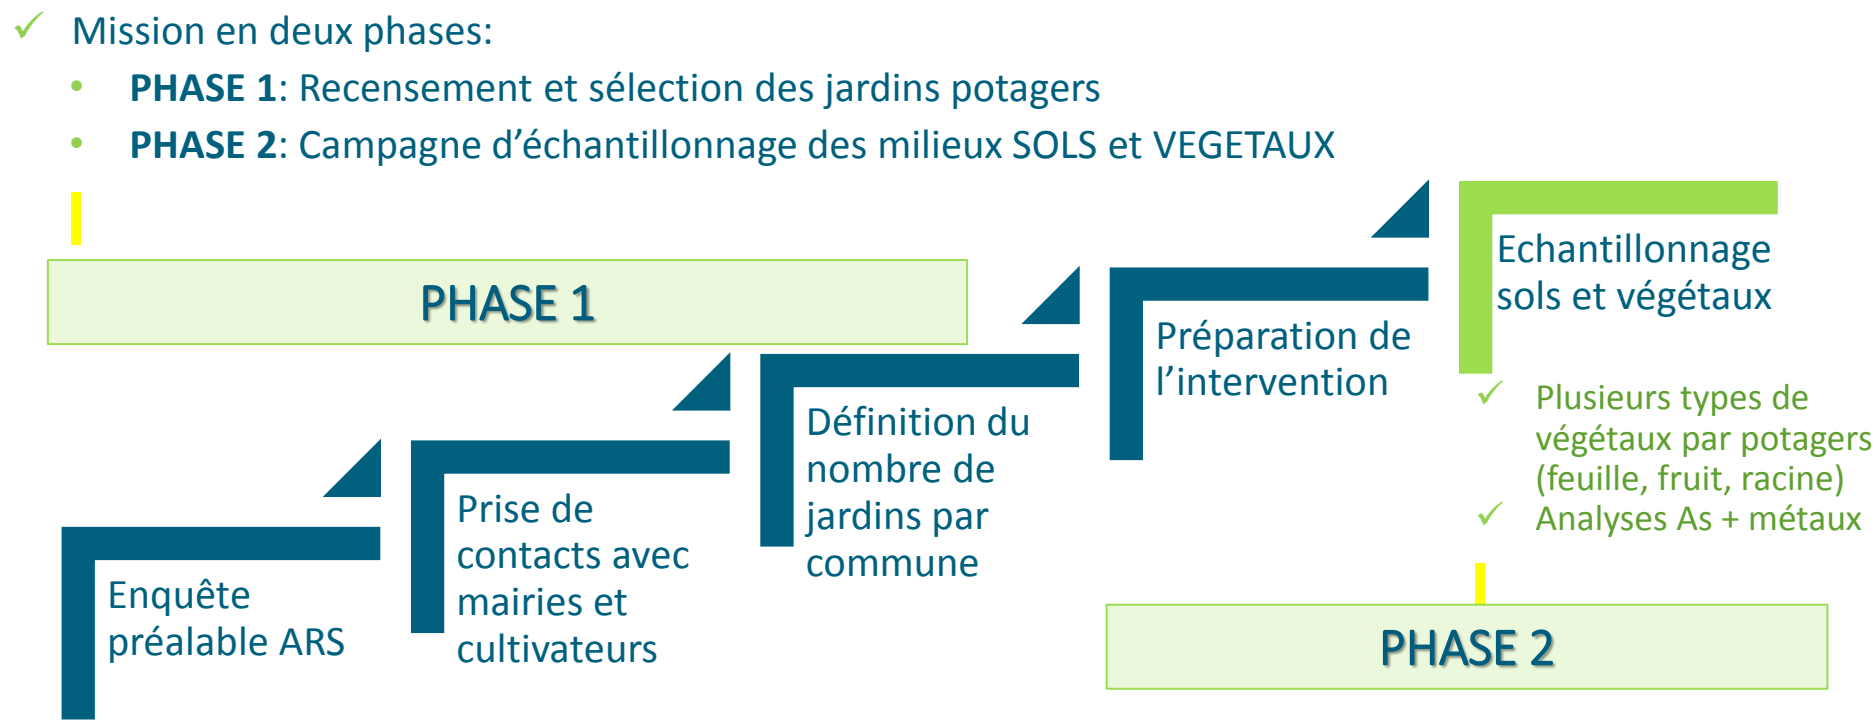 Mission en deux phases:
PHASE 1: Recensement et sélection des jardins potagers
PHASE 2: Campagne d’échantillonnage des milieux SOLS et VEGETAUX
PHASE 1
Enquête
préalable ARS
Prise de
contacts avec
mairies et
cultivateurs
Définition du
nombre de
jardins par
commune
Préparation de
l’intervention
Echantillonnage
sols et végétaux
Plusieurs types de
végétaux par potagers
(feuille, fruit, racine)
Analyses As + métaux
PHASE 2